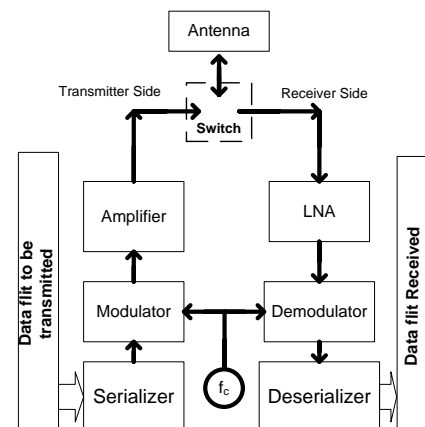 Antenna
Transmitter Side
Receiver Side
Switch
Amplifier
LNA
Data flit to be
transmitted
Data flit Received
Modulator
Demodulator
Serializer
fc
Deserializer